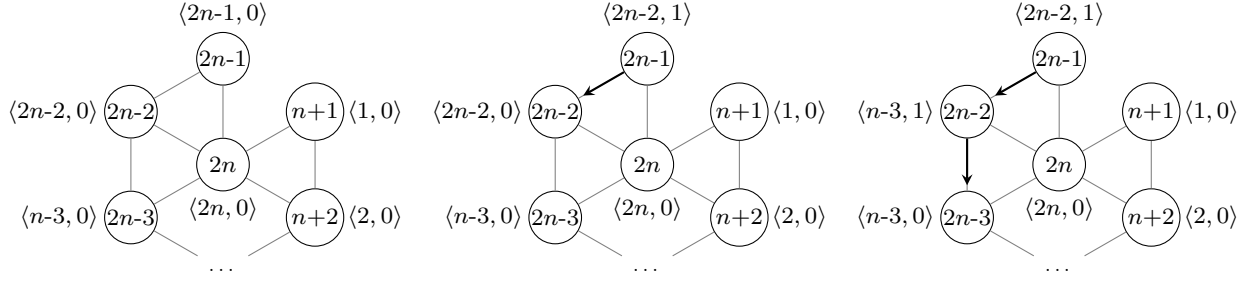 ⟨2n-1, 0⟩
2n-1
⟨2n-2, 0⟩ 2n-2 n+1 ⟨1, 0⟩
2n
⟨n-3, 0⟩ 2n-3 ⟨2n, 0⟩ n+2 ⟨2, 0⟩
...
⟨2n-2, 1⟩
2n-1
⟨2n-2, 0⟩ 2n-2 n+1 ⟨1, 0⟩
2n
⟨n-3, 0⟩ 2n-3 ⟨2n, 0⟩ n+2 ⟨2, 0⟩
...
⟨2n-2, 1⟩
2n-1
⟨n-3, 1⟩ 2n-2 n+1 ⟨1, 0⟩
2n
⟨n-3, 0⟩ 2n-3 ⟨2n, 0⟩ n+2 ⟨2, 0⟩
...